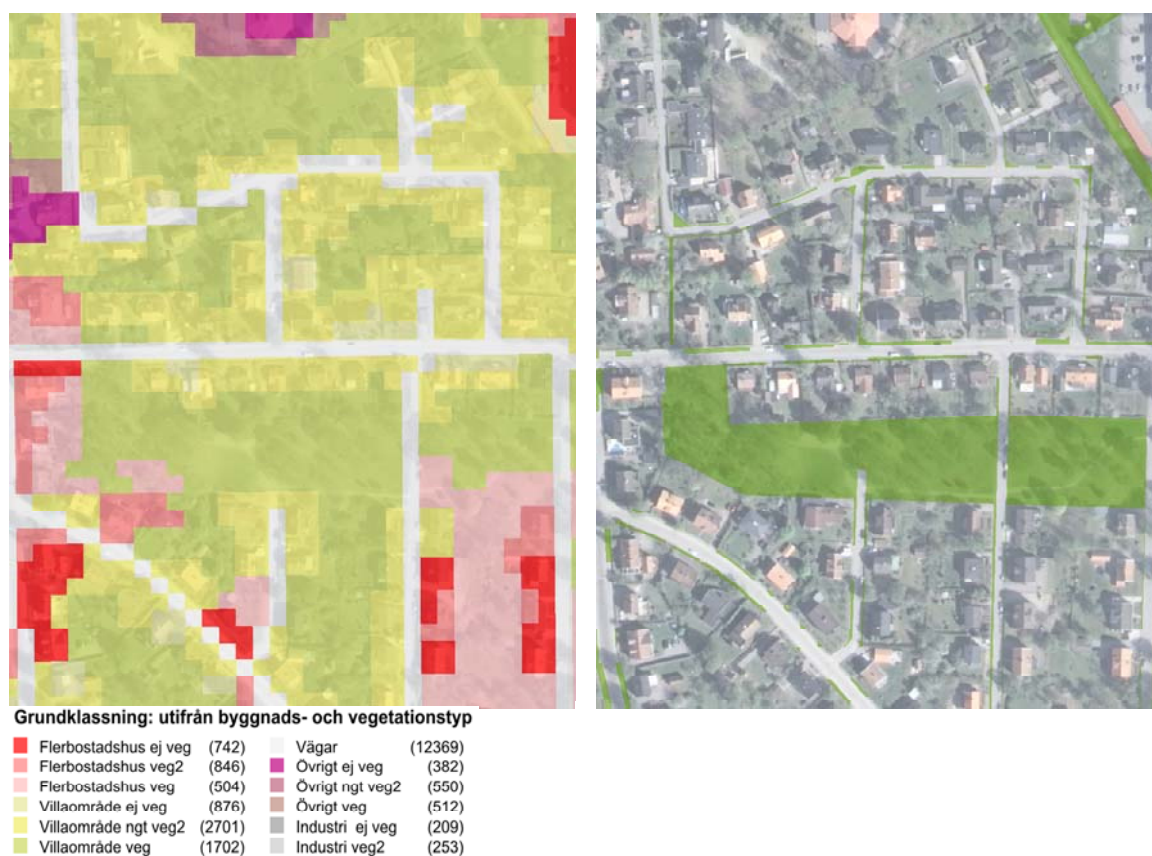 Grundklassning: utifrån byggnads- och vegetationstyp
Flerbostadshus ej veg (742)
Flerbostadshus veg2 (846)
Flerbostadshus veg (504)
Villaområde ej veg (876)
Villaområde ngt veg2 (2701)
Villaområde veg (1702)
Vägar (12369)
Övrigt ej veg (382)
Övrigt ngt veg2 (550)
Övrigt veg (512)
Industri ej veg (209)
Industri veg2 (253)